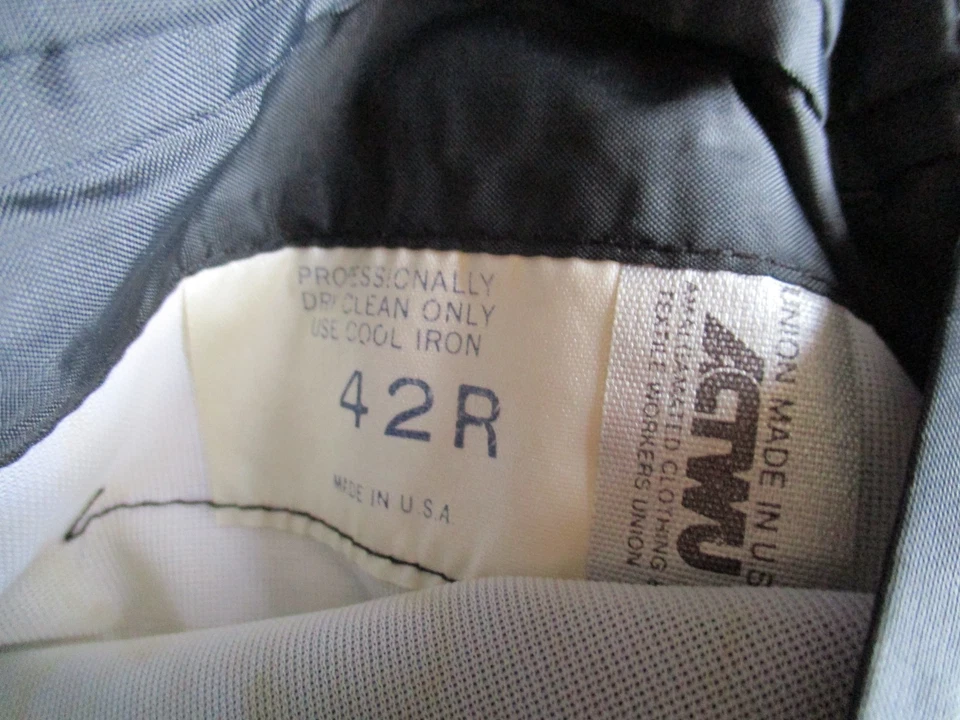 PROFESSIONALLY
DRY CLEAN ONLY
USE COOL IRON
42R
MADE IN U.S.A
UNION MADE IN US
ACTWU
AMALGAMATED CLOTHING &
TEXTILE WORKERS UNION